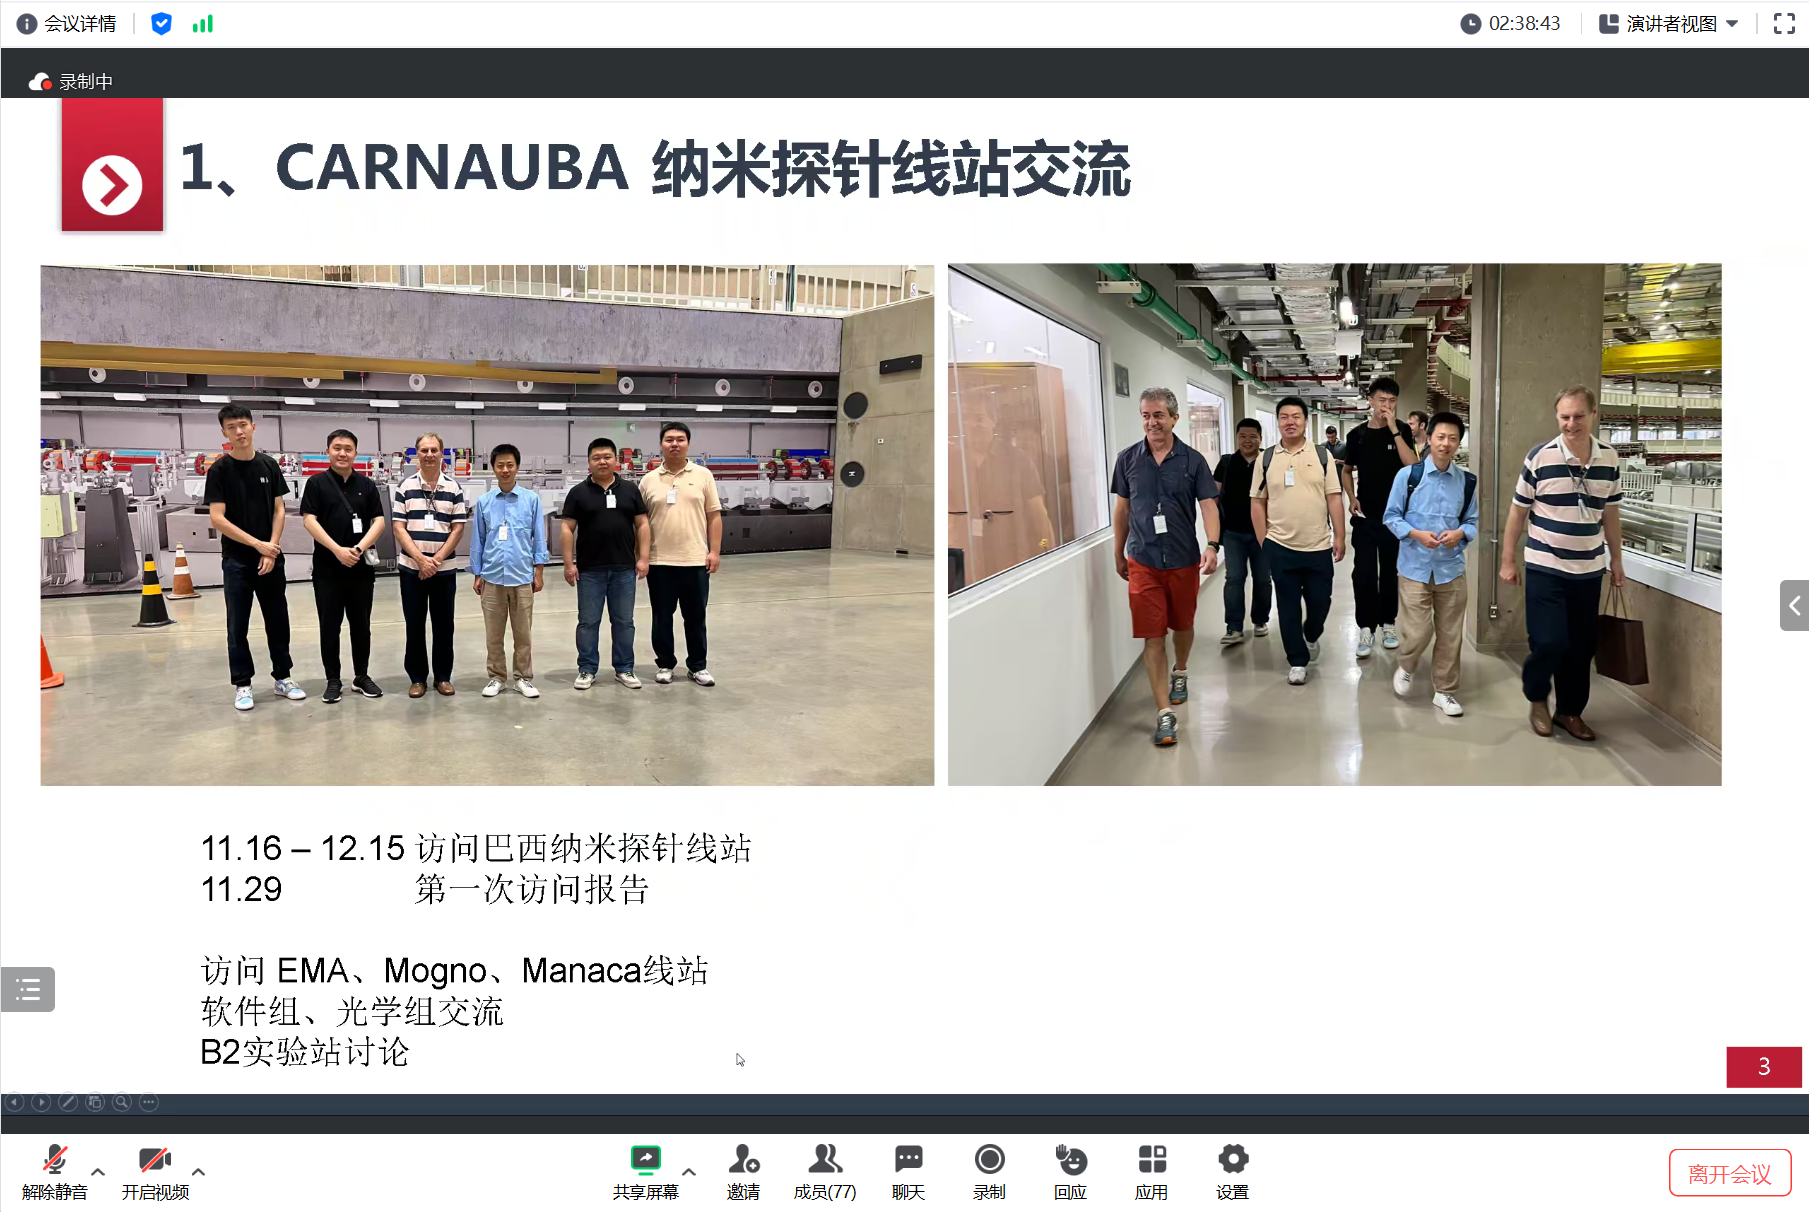 会议详情
02:38:43
演讲者视图
录制中
1、CARNAUBA 纳米探针线站交流
11.16 – 12.15 访问巴西纳米探针线站
11.29 第一次访问报告
访问 EMA、Mogno、Manaca线站
软件组、光学组交流
B2实验站讨论
3
解除静音
开启视频
共享屏幕
邀请
成员(77)
聊天
录制
回应
应用
设置
离开会议